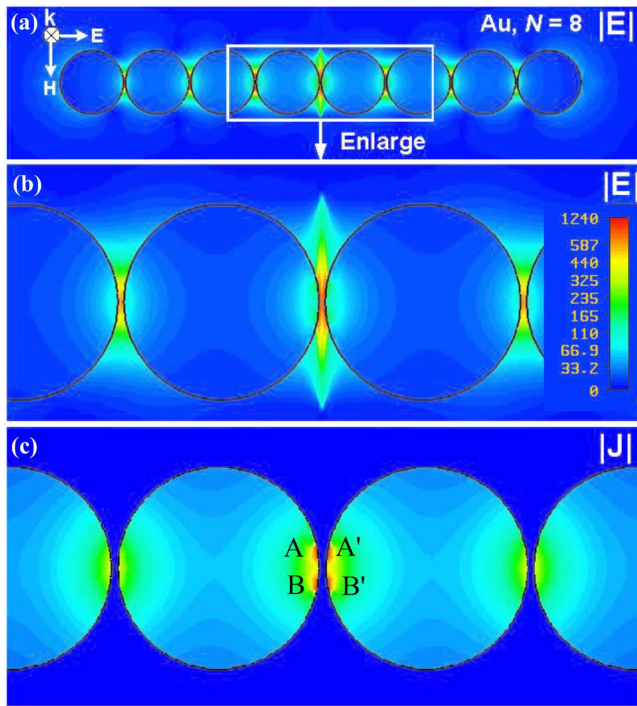 (a)
k
E
H
Au, N = 8
|E|
Enlarge
(b)
|E|
1240
587
440
325
235
165
110
66.9
33.2
0
(c)
|J|
A A'
B B'